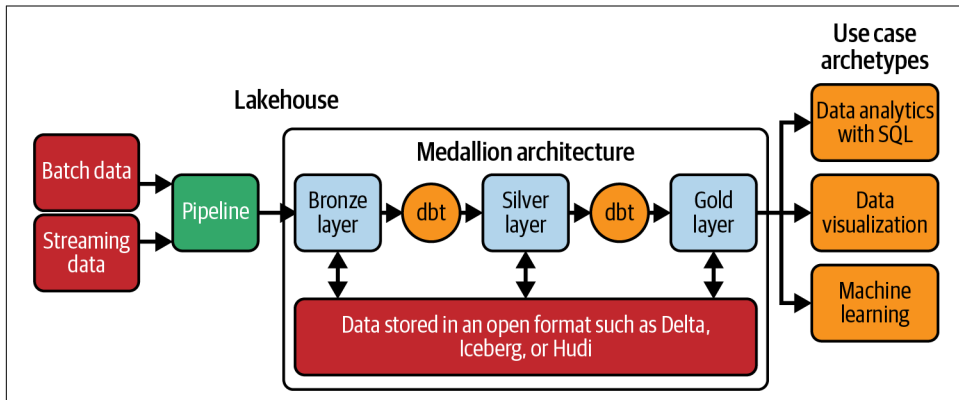 Use case
archetypes
Lakehouse
Medallion architecture
Batch data
Streaming
data
Pipeline
Bronze
layer
dbt
Silver
layer
dbt
Gold
layer
Data stored in an open format such as Delta,
Iceberg, or Hudi
Data analytics
with SQL
Data
visualization
Machine
learning